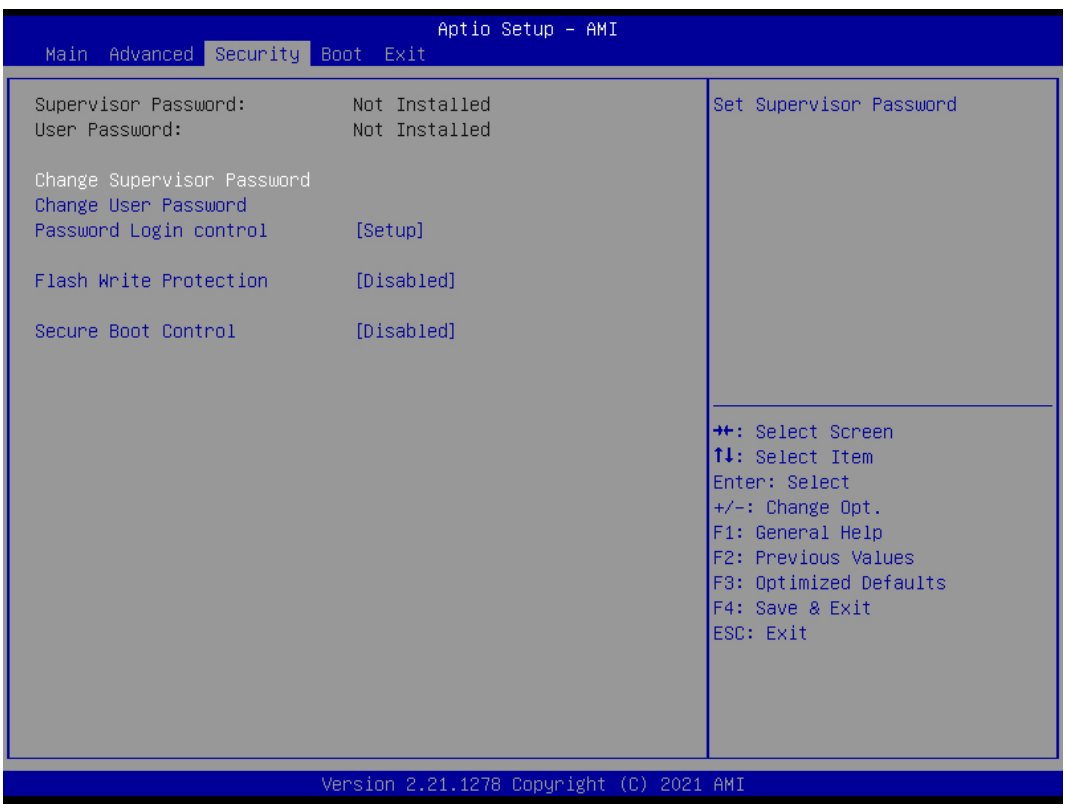 Aptio Setup – AMI
Main Advanced Security Boot Exit
Supervisor Password: Not Installed
User Password: Not Installed
Change Supervisor Password
Change User Password
Password Login control [Setup]
Flash Write Protection [Disabled]
Secure Boot Control [Disabled]
Set Supervisor Password
→←: Select Screen
↑↓: Select Item
Enter: Select
+/-: Change Opt.
F1: General Help
F2: Previous Values
F3: Optimized Defaults
F4: Save & Exit
ESC: Exit
Version 2.21.1278 Copyright (C) 2021 AMI